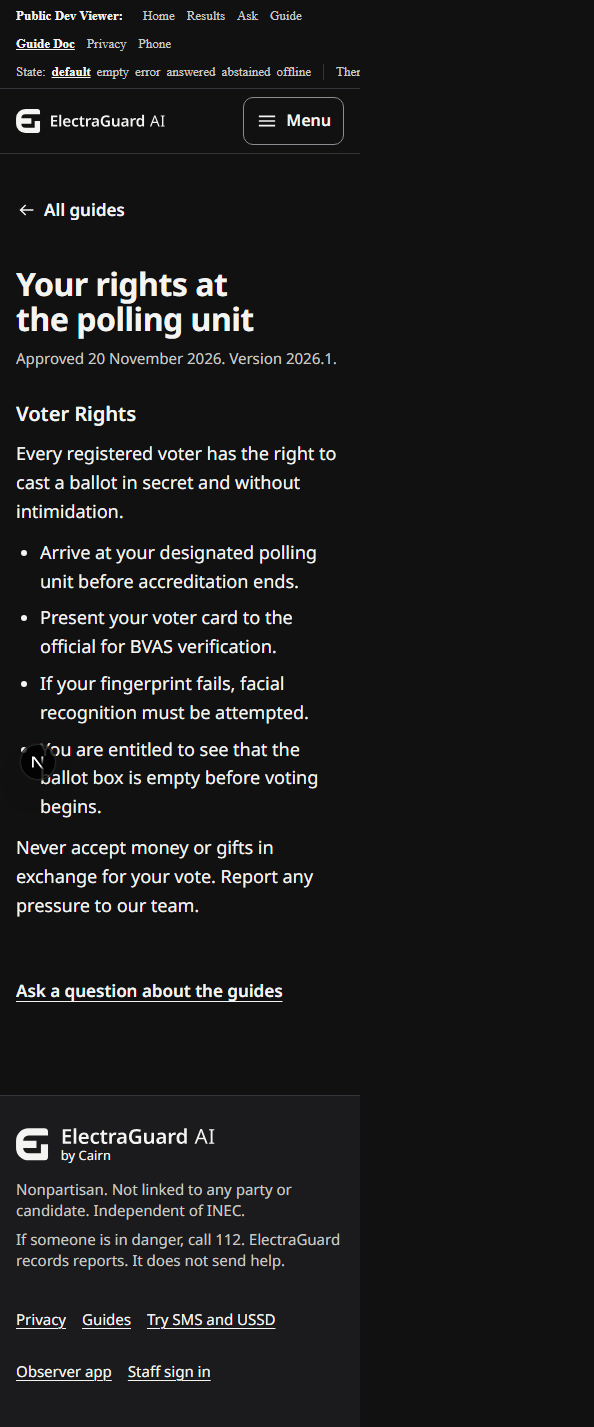 Public Dev Viewer: Home Results Ask Guide
Guide Doc Privacy Phone
State: default empty error answered abstained offline Ther
ElectraGuard AI
Menu
← All guides
Your rights at
the polling unit
Approved 20 November 2026. Version 2026.1.
Voter Rights
Every registered voter has the right to
cast a ballot in secret and without
intimidation.
• Arrive at your designated polling
unit before accreditation ends.
• Present your voter card to the
official for BVAS verification.
• If your fingerprint fails, facial
recognition must be attempted.
• You are entitled to see that the
N
ballot box is empty before voting
begins.
Never accept money or gifts in
exchange for your vote. Report any
pressure to our team.
Ask a question about the guides
ElectraGuard AI
by Cairn
Nonpartisan. Not linked to any party or
candidate. Independent of INEC.
If someone is in danger, call 112. ElectraGuard
records reports. It does not send help.
Privacy Guides Try SMS and USSD
Observer app Staff sign in